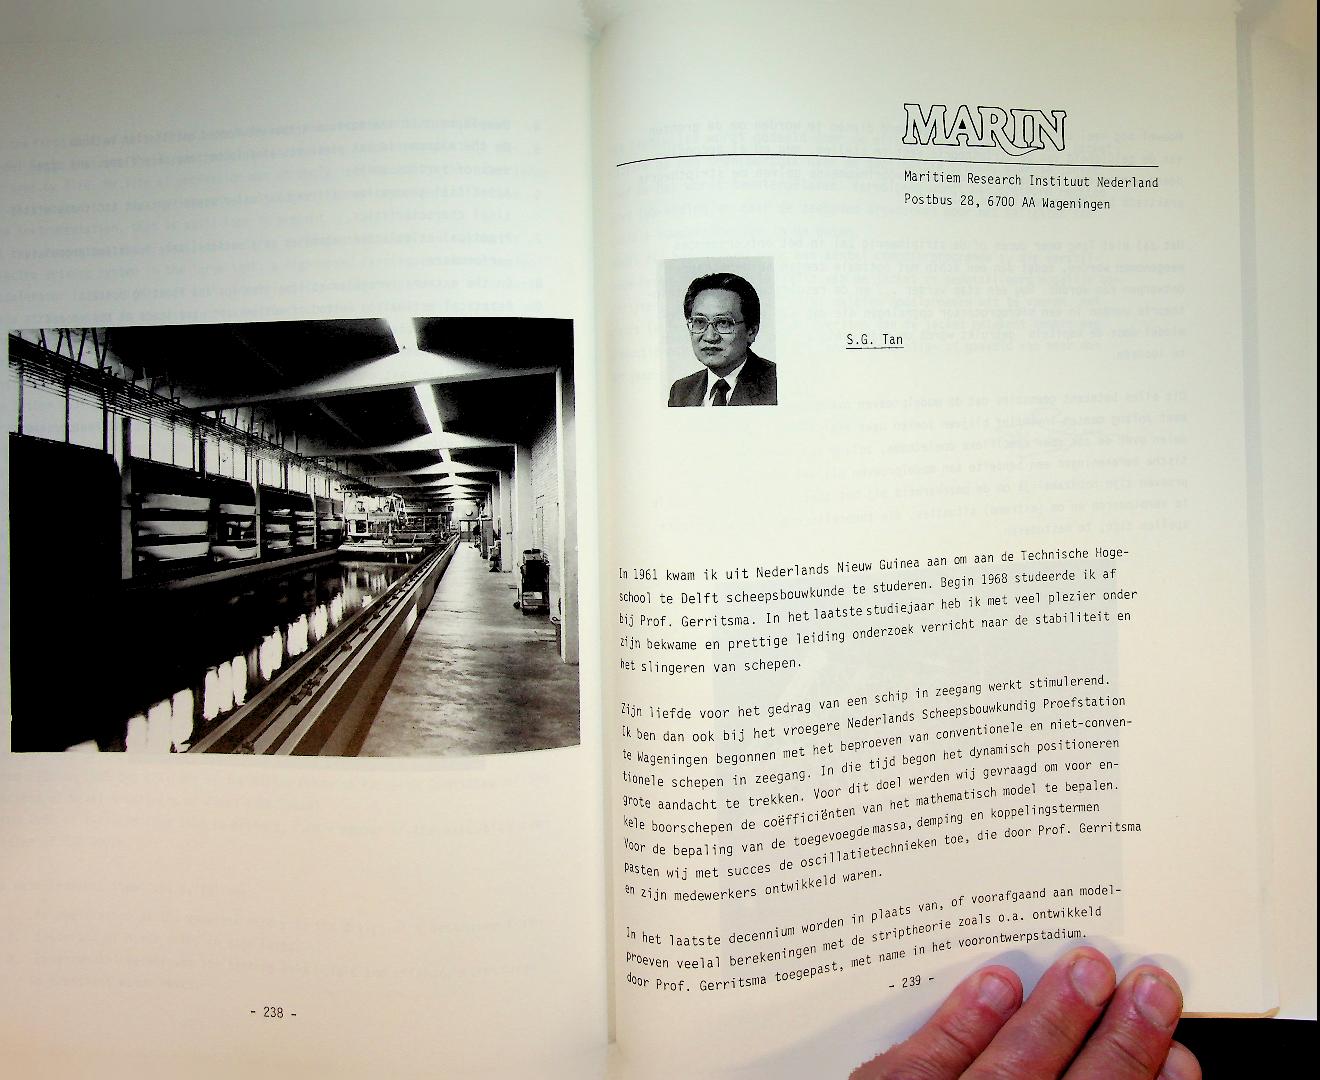 - 238 -
MARIN
Maritiem Research Instituut Nederland
Postbus 28, 6700 AA Wageningen
S.G. Tan
In 1961 kwam ik uit Nederlands Nieuw Guinea aan om aan de Technische Hoge-
school te Delft scheepsbouwkunde te studeren. Begin 1968 studeerde ik af
bij Prof. Gerritsma. In het laatste studiejaar heb ik met veel plezier onder
zijn bekwame en prettige leiding onderzoek verricht naar de stabiliteit en
het slingeren van schepen.
Zijn liefde voor het gedrag van een schip in zeegang werkt stimulerend.
Ik ben dan ook bij het vroegere Nederlands Scheepsbouwkundig Proefstation
te Wageningen begonnen met het beproeven van conventionele en niet-conven-
tionele schepen in zeegang. In die tijd begon het dynamisch positioneren
grote aandacht te trekken. Voor dit doel werden wij gevraagd om voor en-
kele boorschepen de coëfficiënten van het mathematisch model te bepalen.
Voor de bepaling van de toegevoegde massa, demping en koppelingstermen
pasten wij met succes de oscillatietechnieken toe, die door Prof. Gerritsma
en zijn medewerkers ontwikkeld waren.
In het laatste decennium worden in plaats van, of voorafgaand aan model-
proeven veelal berekeningen met de striptheorie zoals o.a. ontwikkeld
door Prof. Gerritsma toegepast, met name in het voorontwerpstadium.
- 239 -